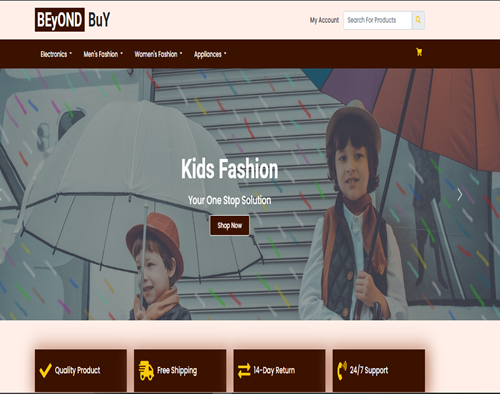 BEyOND BuY
My Account
Search For Products
Electronics
Men's Fashion
Women's Fashion
Appliances
Kids Fashion
Your One Stop Solution
Shop Now
Quality Product
Free Shipping
14-Day Return
24/7 Support